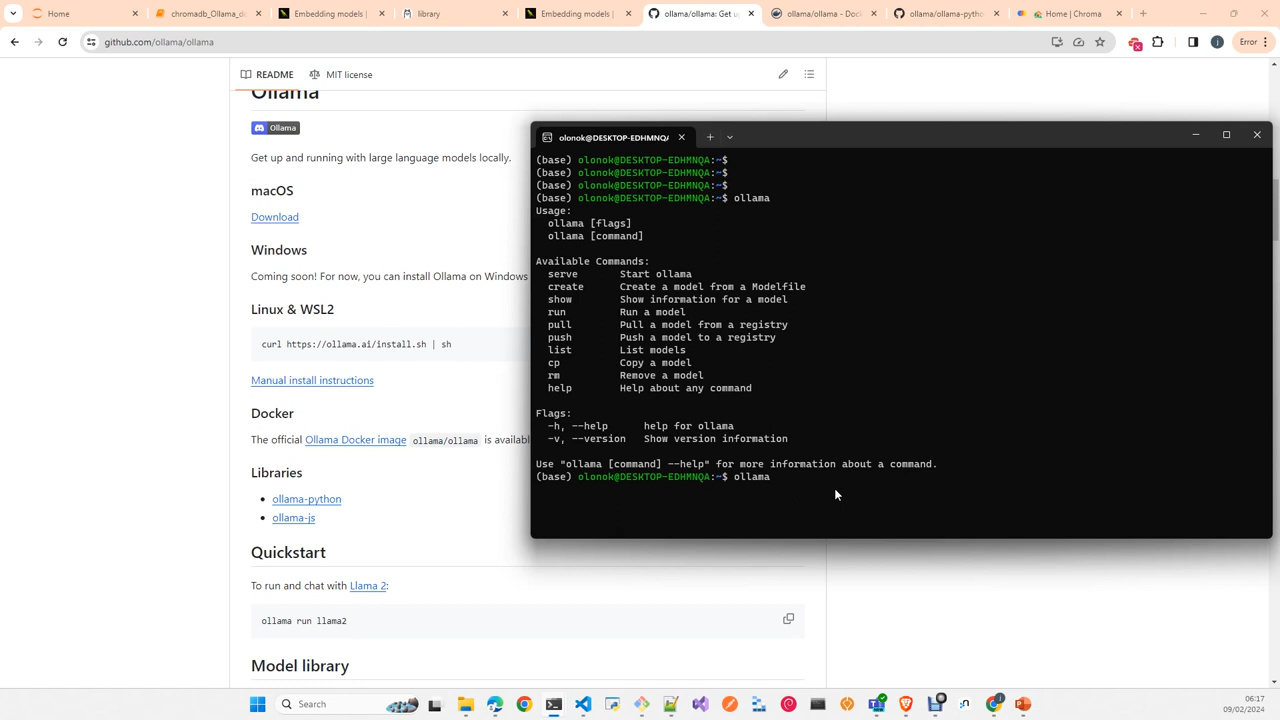 Home
chromadb_Ollama_do
Embedding models |
library
Embedding models |
ollama/ollama: Get up
ollama/ollama - Dock
ollama/ollama-python
Home | Chroma
github.com/ollama/ollama
j
Error
README
MIT license
Ollama
Ollama
Get up and running with large language models locally.
macOS
Download
Windows
Coming soon! For now, you can install Ollama on Windows
Linux & WSL2
curl https://ollama.ai/install.sh | sh
Manual install instructions
Docker
The official Ollama Docker image ollama/ollama is availab
Libraries
ollama-python
ollama-js
Quickstart
To run and chat with Llama 2:
ollama run llama2
Model library
olonok@DESKTOP-EDHMNQA:
(base) olonok@DESKTOP-EDHMNQA:~$
(base) olonok@DESKTOP-EDHMNQA:~$
(base) olonok@DESKTOP-EDHMNQA:~$
(base) olonok@DESKTOP-EDHMNQA:~$ ollama
Usage:
ollama [flags]
ollama [command]
Available Commands:
serve Start ollama
create Create a model from a Modelfile
show Show information for a model
run Run a model
pull Pull a model from a registry
push Push a model to a registry
list List models
cp Copy a model
rm Remove a model
help Help about any command
Flags:
-h, --help help for ollama
-v, --version Show version information
Use "ollama [command] --help" for more information about a command.
(base) olonok@DESKTOP-EDHMNQA:~$ ollama
Search
06:17
09/02/2024